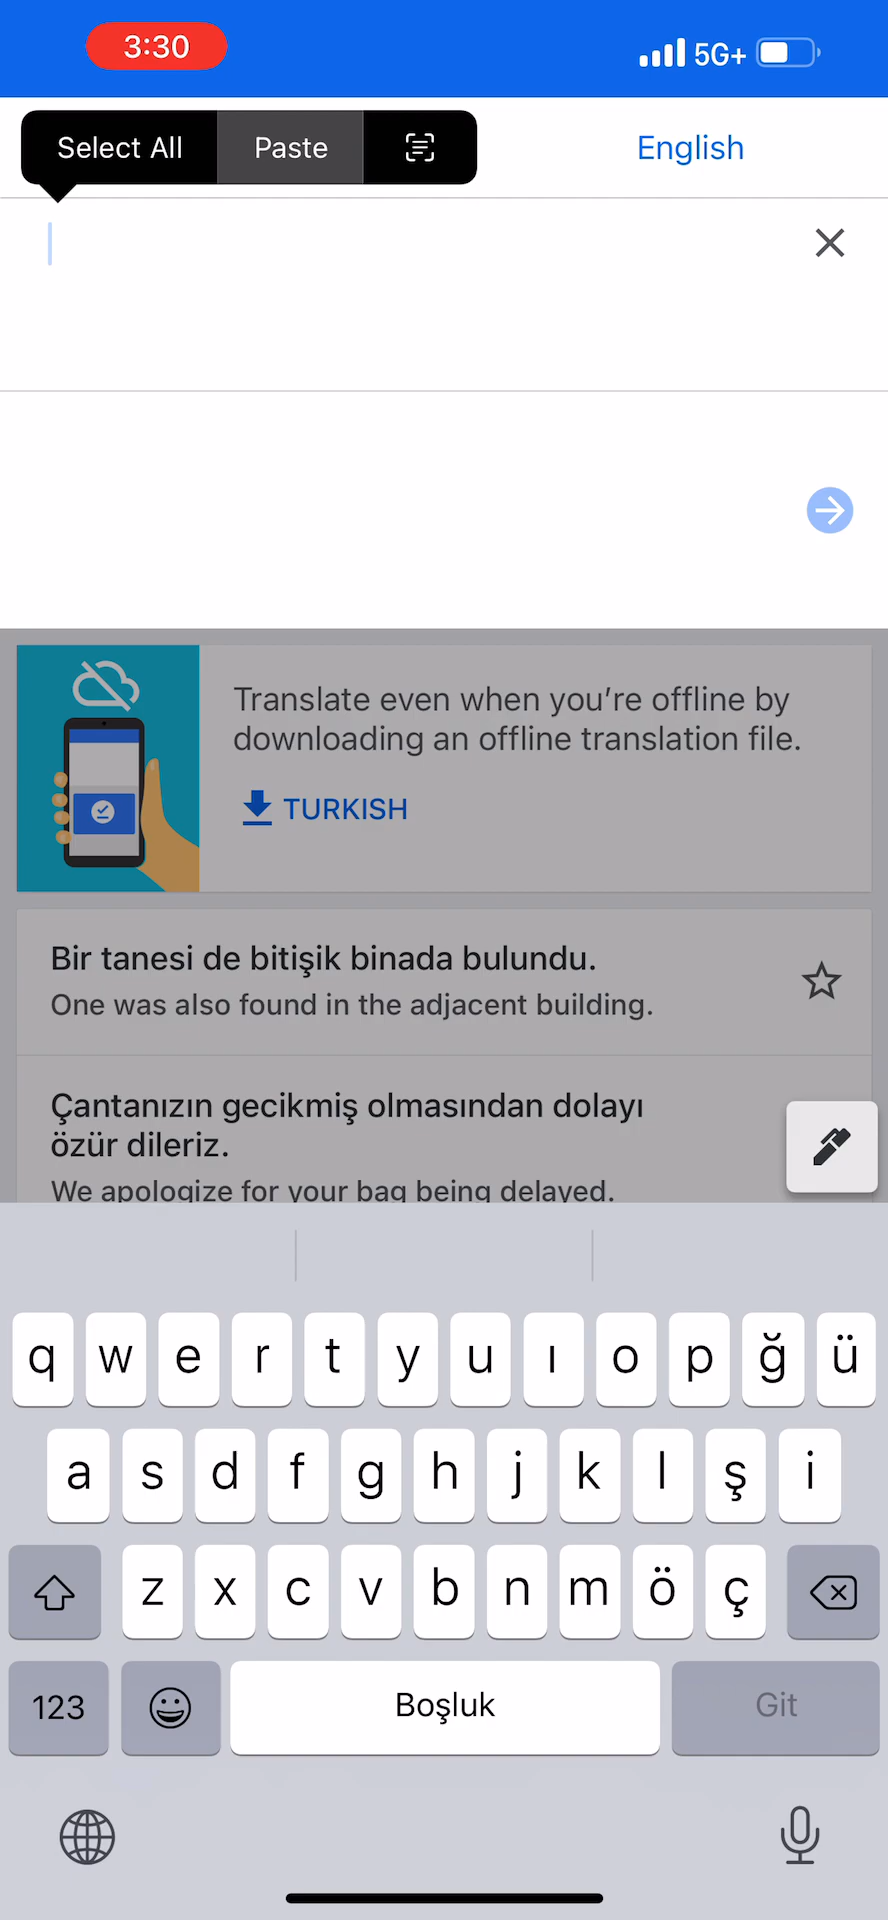 3:30
5G+
Select All
Paste
English
Translate even when you're offline by
downloading an offline translation file.
TURKISH
Bir tanesi de bitişik binada bulundu.
One was also found in the adjacent building.
Çantanızın gecikmiş olmasından dolayı
özür dileriz.
We apologize for your bag being delayed.
q w e r t y u ı o p ğ ü
a s d f g h j k l ş i
z x c v b n m ö ç
123
Boşluk
Git